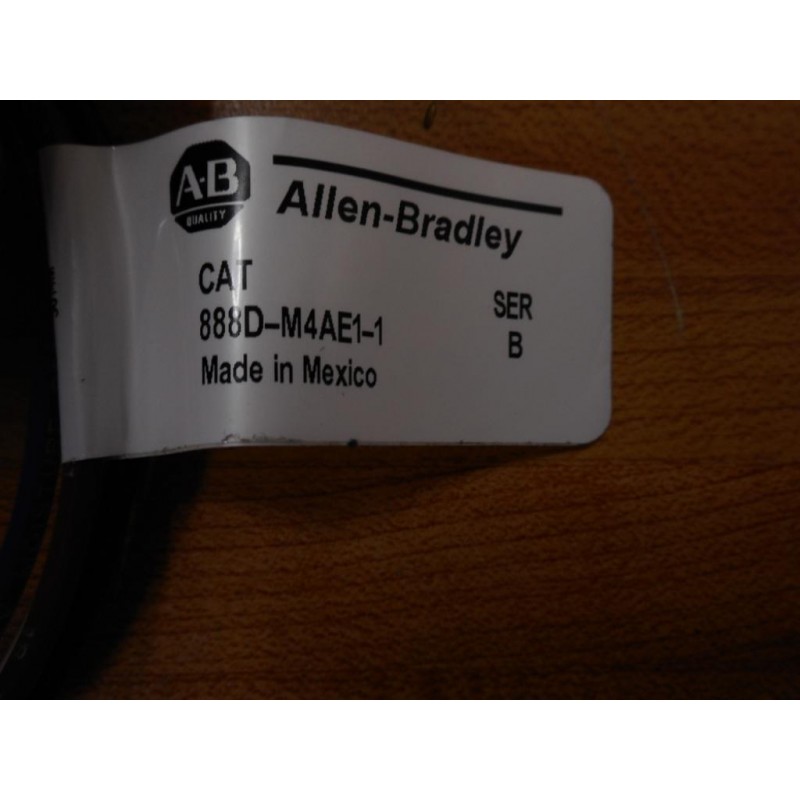 A-B
QUALITY
Allen-Bradley
CAT
888D-M4AE1-1
Made in Mexico
SER
B